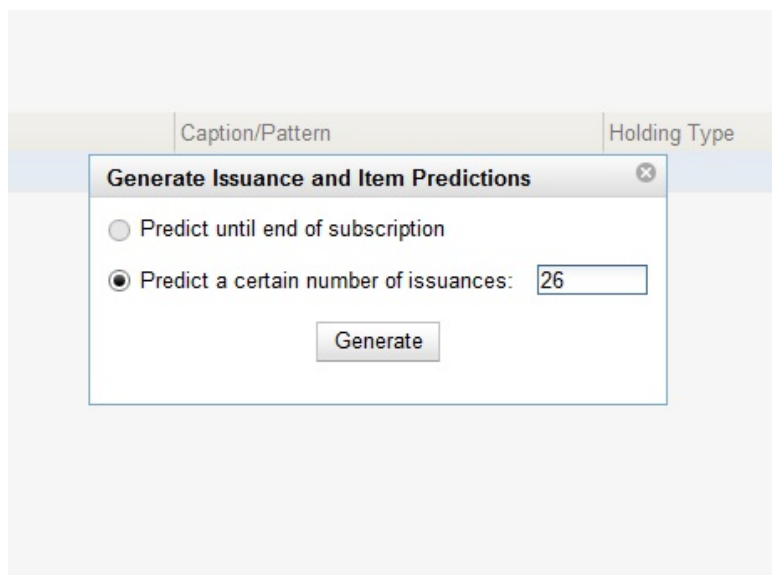 Caption/Pattern Holding Type
Generate Issuance and Item Predictions
Predict until end of subscription
Predict a certain number of issuances: 26
Generate